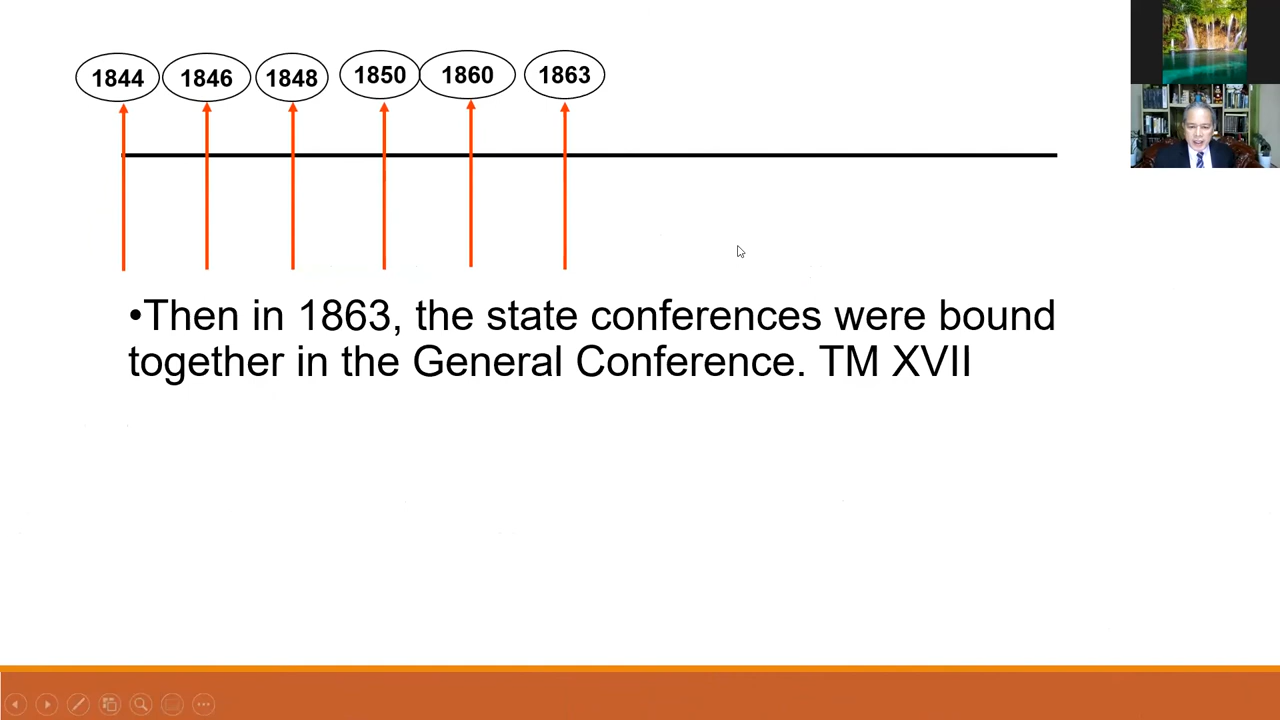 1844 1846 1848 1850 1860 1863
•Then in 1863, the state conferences were bound
together in the General Conference. TM XVII